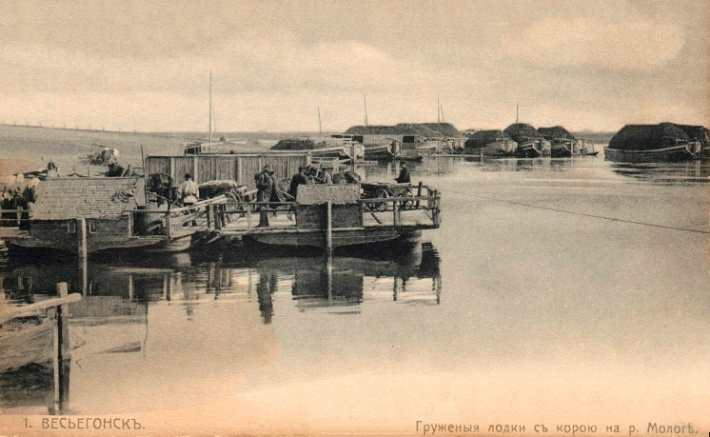 1. ВЕСЬЕГОНСКЪ.
Груженыя лодки съ корою на р. Мологѣ.